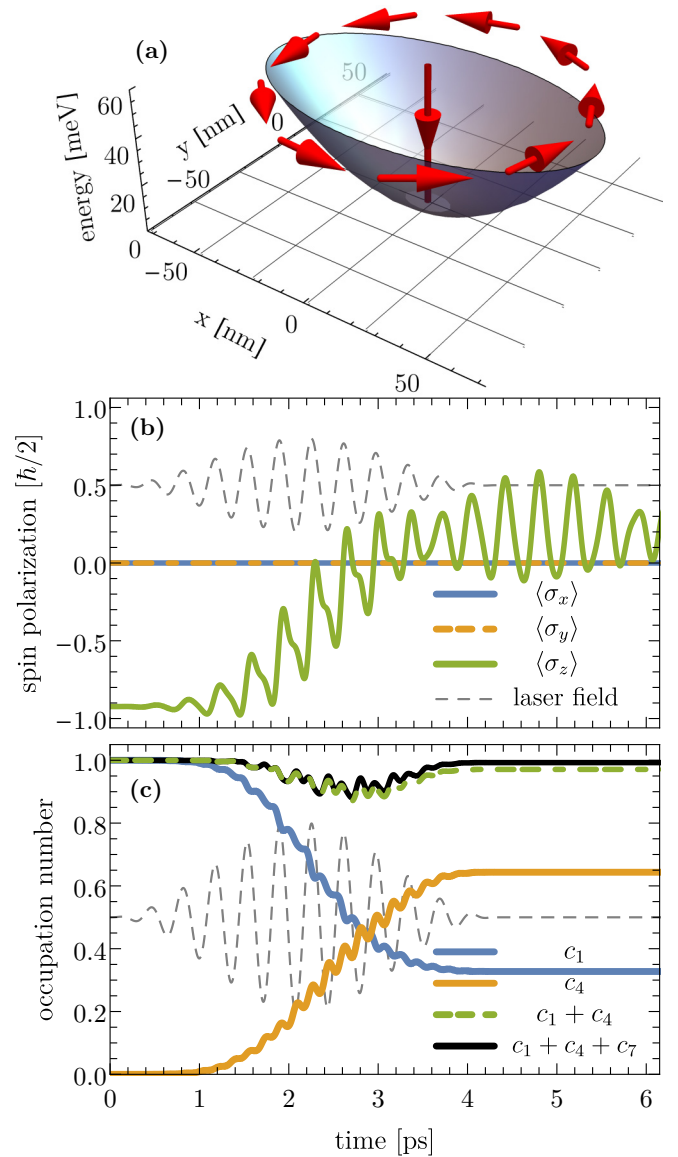 (a)
60
40
20
0
energy [meV]
50
0
−50
y [nm]
−50
0
50
x [nm]
(b)
1.0
0.5
0.0
−0.5
−1.0
spin polarization [ℏ/2]
⟨σx⟩
⟨σy⟩
⟨σz⟩
laser field
(c)
1.0
0.8
0.6
0.4
0.2
0.0
occupation number
c1
c4
c1 + c4
c1 + c4 + c7
0 1 2 3 4 5 6
time [ps]